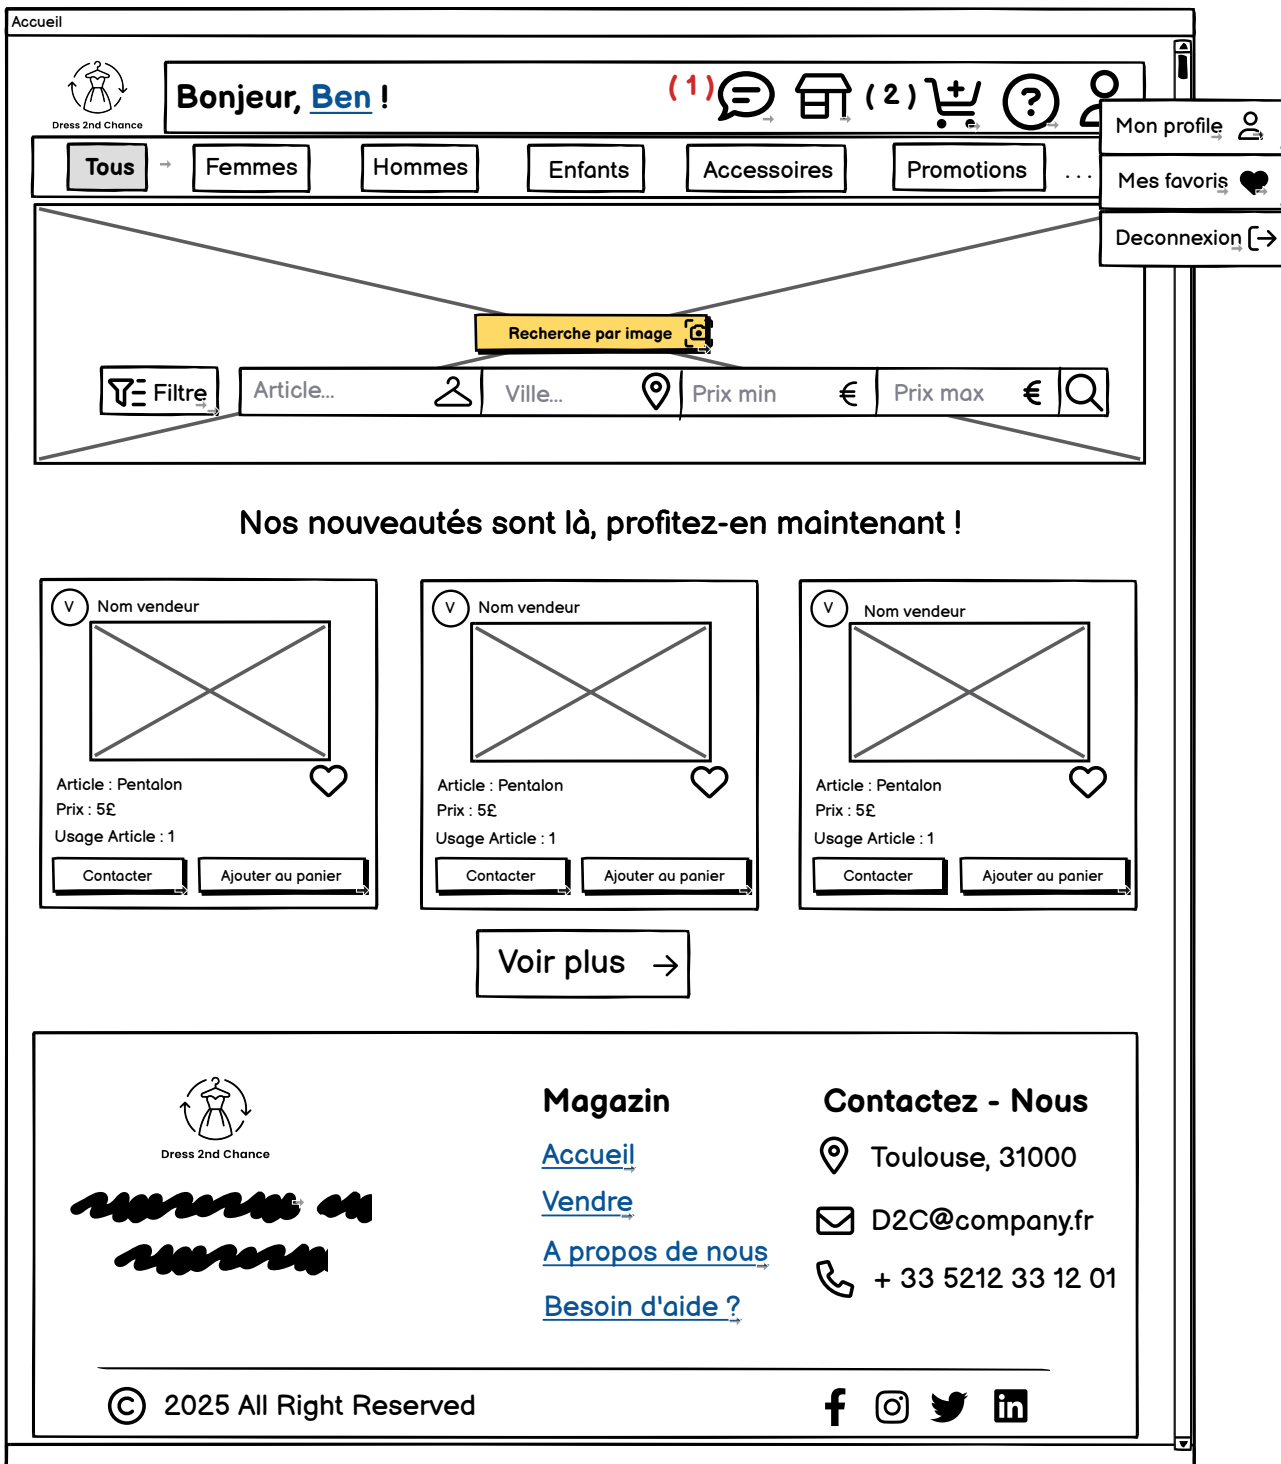 Accueil
Dress 2nd Chance
Bonjeur, Ben !
(1)
(2)
Mon profile
Mes favoris
Deconnexion
Tous
Femmes
Hommes
Enfants
Accessoires
Promotions
...
Recherche par image
Filtre
Article...
Ville...
Prix min €
Prix max €
Nos nouveautés sont là, profitez-en maintenant !
V Nom vendeur
Article : Pentalon
Prix : 5£
Usage Article : 1
Contacter
Ajouter au panier
V Nom vendeur
Article : Pentalon
Prix : 5£
Usage Article : 1
Contacter
Ajouter au panier
V Nom vendeur
Article : Pentalon
Prix : 5£
Usage Article : 1
Contacter
Ajouter au panier
Voir plus
Dress 2nd Chance
Magazin
Accueil
Vendre
A propos de nous
Besoin d'aide ?
Contactez - Nous
Toulouse, 31000
D2C@company.fr
+ 33 5212 33 12 01
© 2025 All Right Reserved